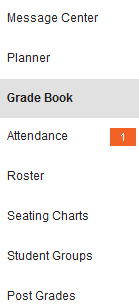 Message Center
Planner
Grade Book
Attendance 1
Roster
Seating Charts
Student Groups
Post Grades